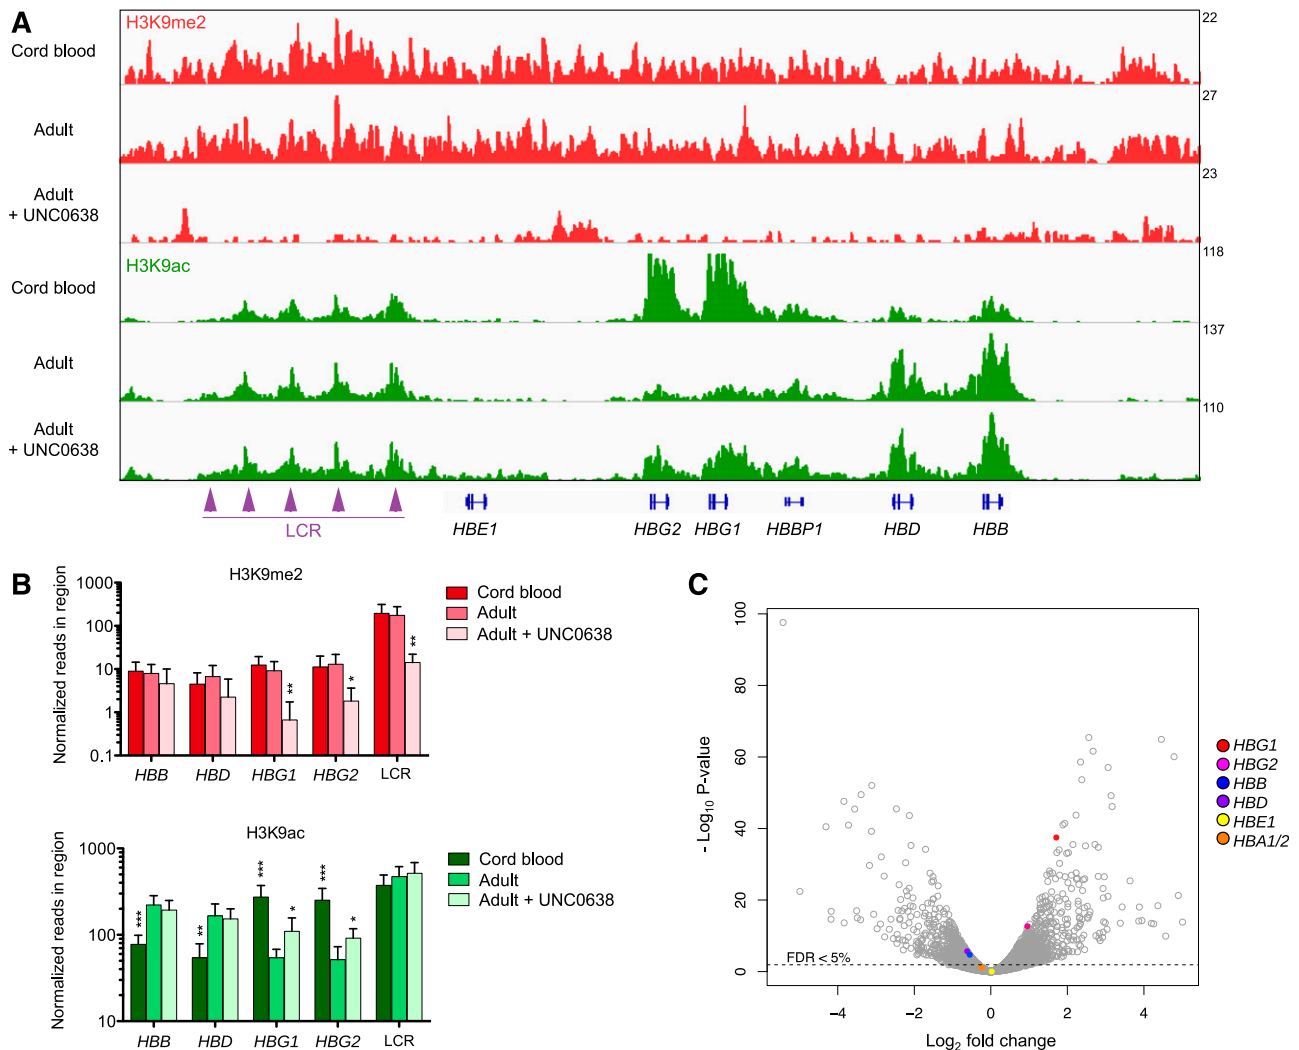 A
H3K9me2
22
Cord blood
27
Adult
23
Adult
+ UNC0638
118
H3K9ac
Cord blood
137
Adult
110
Adult
+ UNC0638
LCR
HBE1 HBG2 HBG1 HBBP1 HBD HBB
B
H3K9me2
Normalized reads in region
1000
100
10
1
0.1
HBB HBD HBG1 HBG2 LCR
** * **
Cord blood
Adult
Adult + UNC0638
H3K9ac
Normalized reads in region
1000
100
10
HBB HBD HBG1 HBG2 LCR
*** ** *** * *** *
Cord blood
Adult
Adult + UNC0638
C
- Log10 P-value
100
80
60
40
20
0
FDR < 5%
−4 −2 0 2 4
Log2 fold change
HBG1
HBG2
HBB
HBD
HBE1
HBA1/2